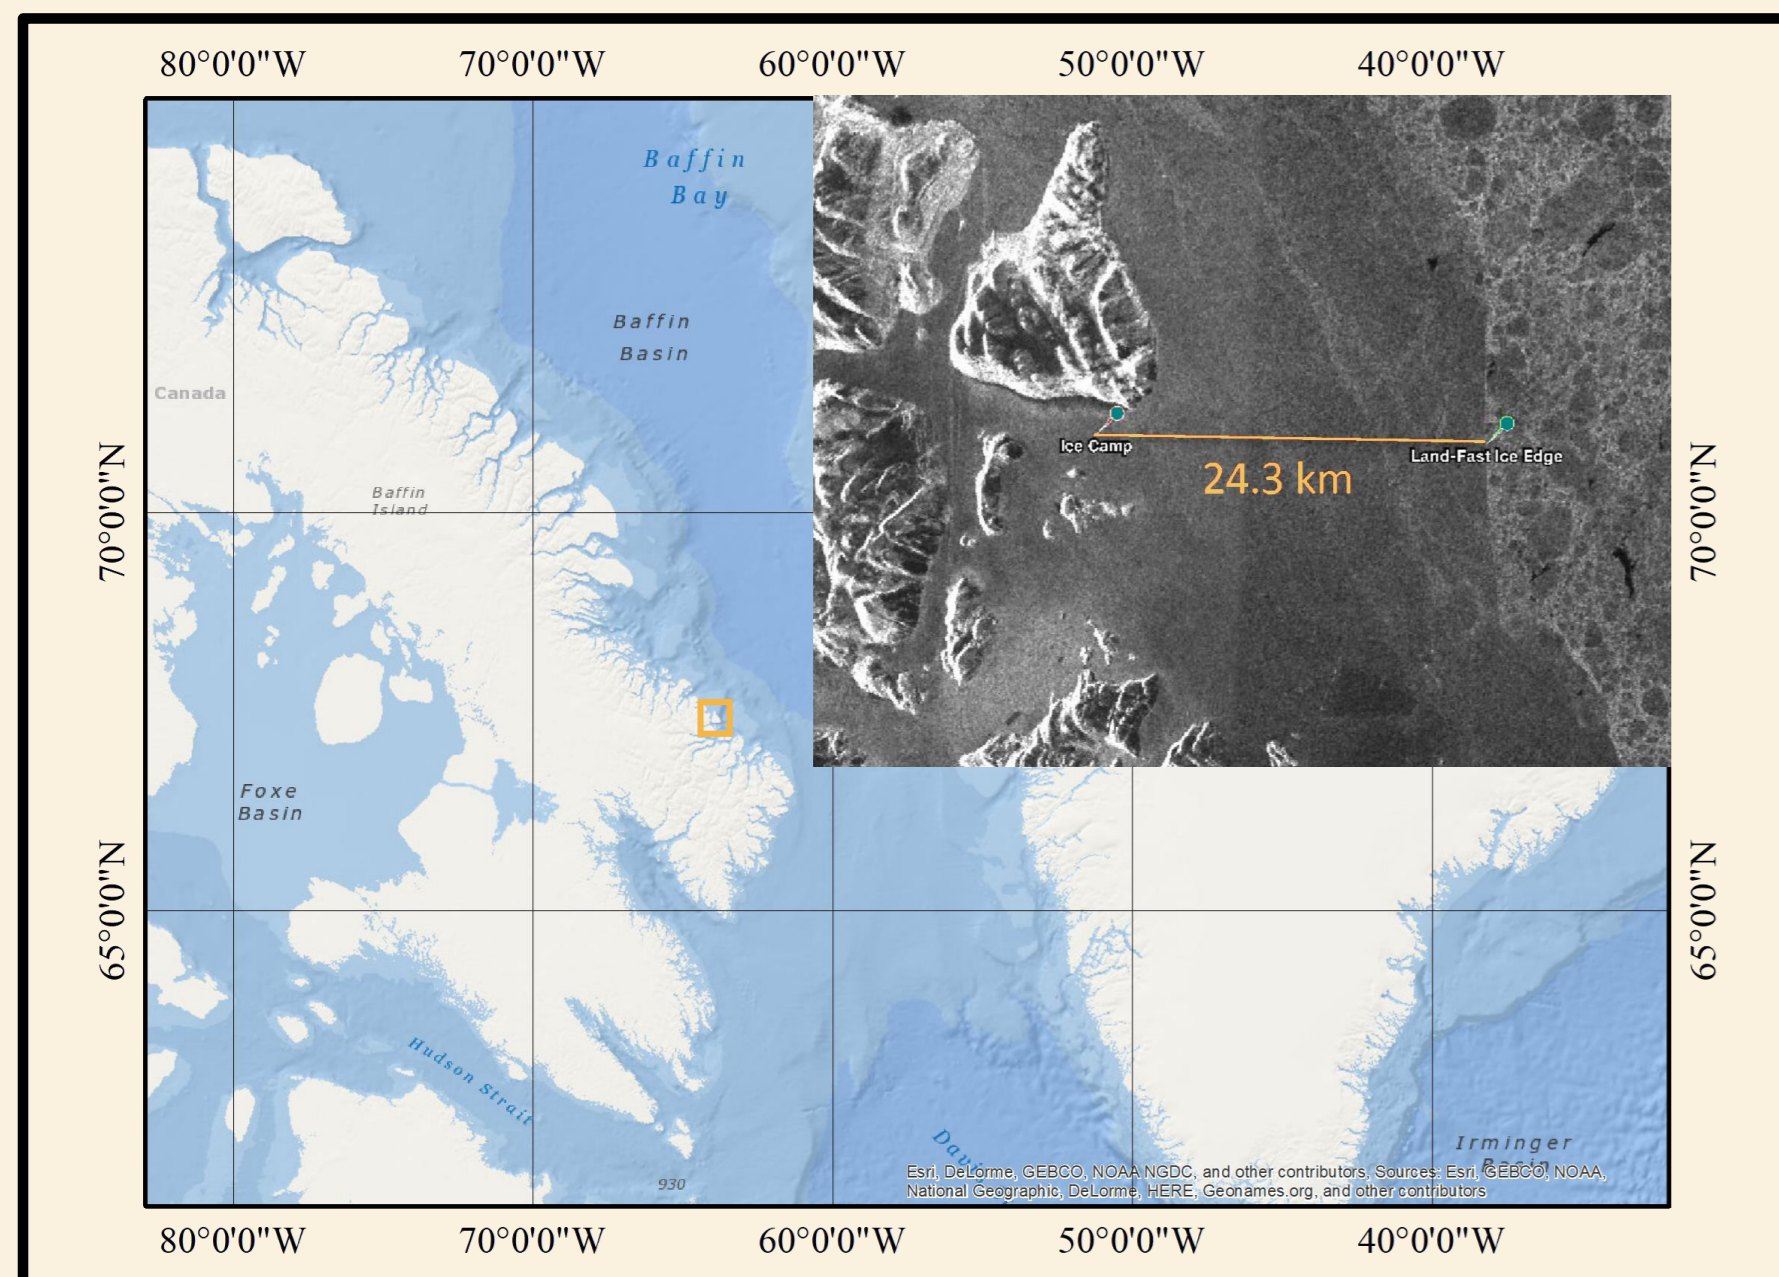 80°0'0"W 70°0'0"W 60°0'0"W 50°0'0"W 40°0'0"W
Baffin
Bay
Baffin
Basin
Canada
Ice Camp
Land-Fast Ice Edge
24.3 km
70°0'0"N
70°0'0"N
Baffin
Island
Foxe
Basin
65°0'0"N
65°0'0"N
Hudson Strait
Irminger
Basin
930
Esri, DeLorme, GEBCO, NOAA NGDC, and other contributors, Sources: Esri, GEBCO, NOAA,
National Geographic, DeLorme, HERE, Geonames.org, and other contributors
80°0'0"W 70°0'0"W 60°0'0"W 50°0'0"W 40°0'0"W